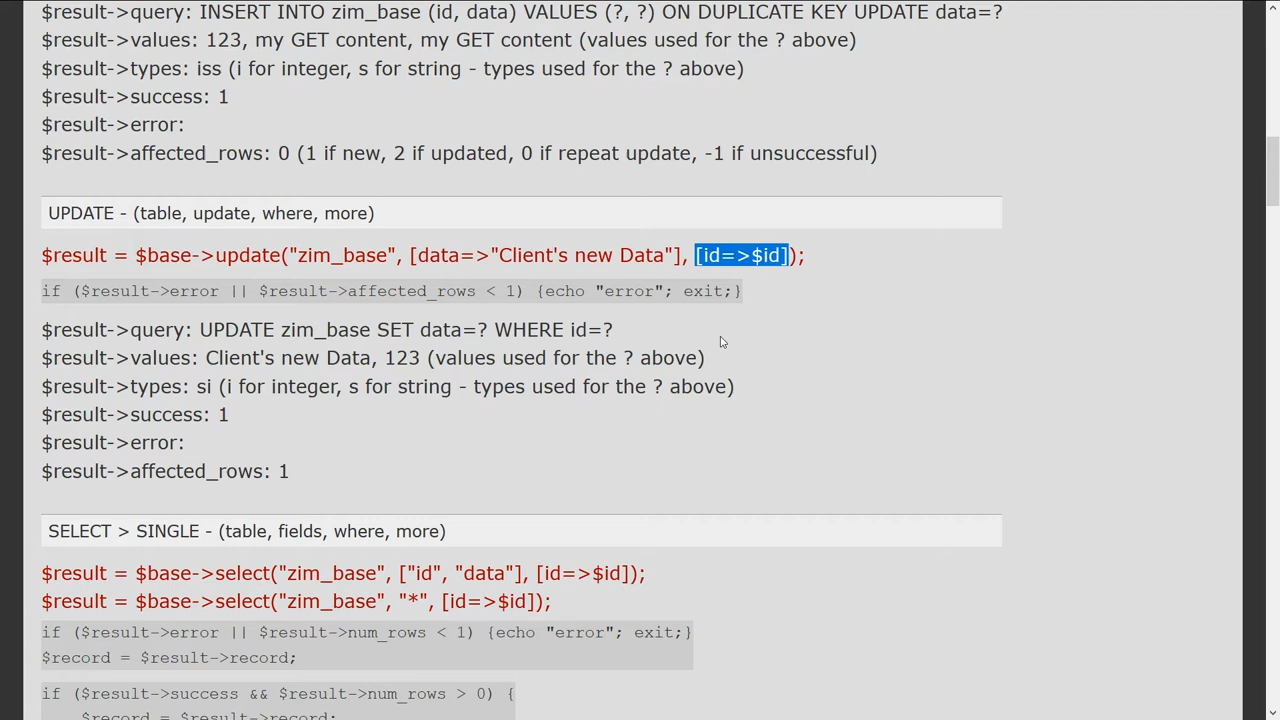 $result->query: INSERT INTO zim_base (id, data) VALUES (?, ?) ON DUPLICATE KEY UPDATE data=?
$result->values: 123, my GET content, my GET content (values used for the ? above)
$result->types: iss (i for integer, s for string - types used for the ? above)
$result->success: 1
$result->error:
$result->affected_rows: 0 (1 if new, 2 if updated, 0 if repeat update, -1 if unsuccessful)
UPDATE - (table, update, where, more)
$result = $base->update("zim_base", [data=>"Client's new Data"], [id=>$id]);
if ($result->error || $result->affected_rows < 1) {echo "error"; exit;}
$result->query: UPDATE zim_base SET data=? WHERE id=?
$result->values: Client's new Data, 123 (values used for the ? above)
$result->types: si (i for integer, s for string - types used for the ? above)
$result->success: 1
$result->error:
$result->affected_rows: 1
SELECT > SINGLE - (table, fields, where, more)
$result = $base->select("zim_base", ["id", "data"], [id=>$id]);
$result = $base->select("zim_base", "*", [id=>$id]);
if ($result->error || $result->num_rows < 1) {echo "error"; exit;}
$record = $result->record;
if ($result->success && $result->num_rows > 0) {
$record = $result->record;